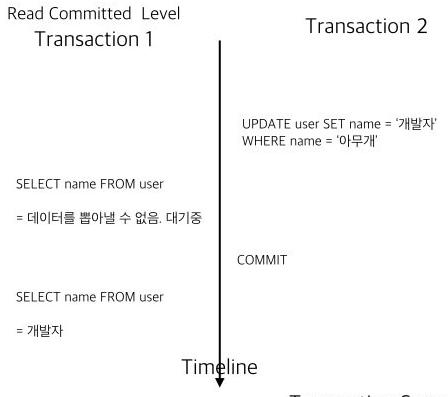 Read Committed Level
Transaction 1
Transaction 2
UPDATE user SET name = ‘개발자’
WHERE name = ‘아무개’
SELECT name FROM user
= 데이터를 뽑아낼 수 없음. 대기중
COMMIT
SELECT name FROM user
= 개발자
Timeline